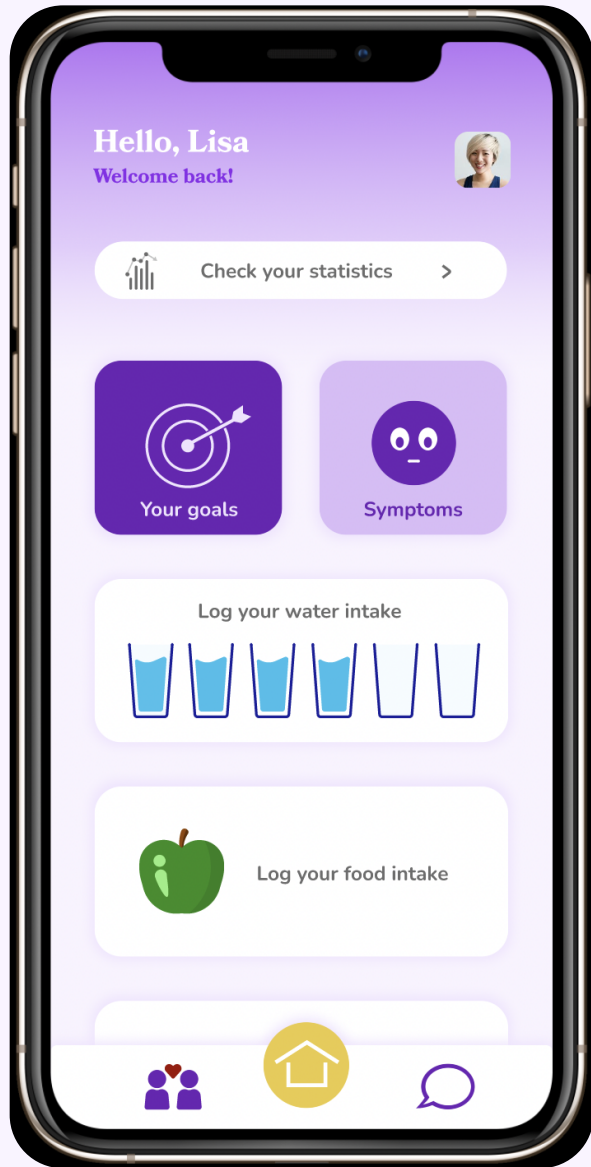 Hello, Lisa
Welcome back!
Check your statistics
Your goals
Symptoms
Log your water intake
Log your food intake